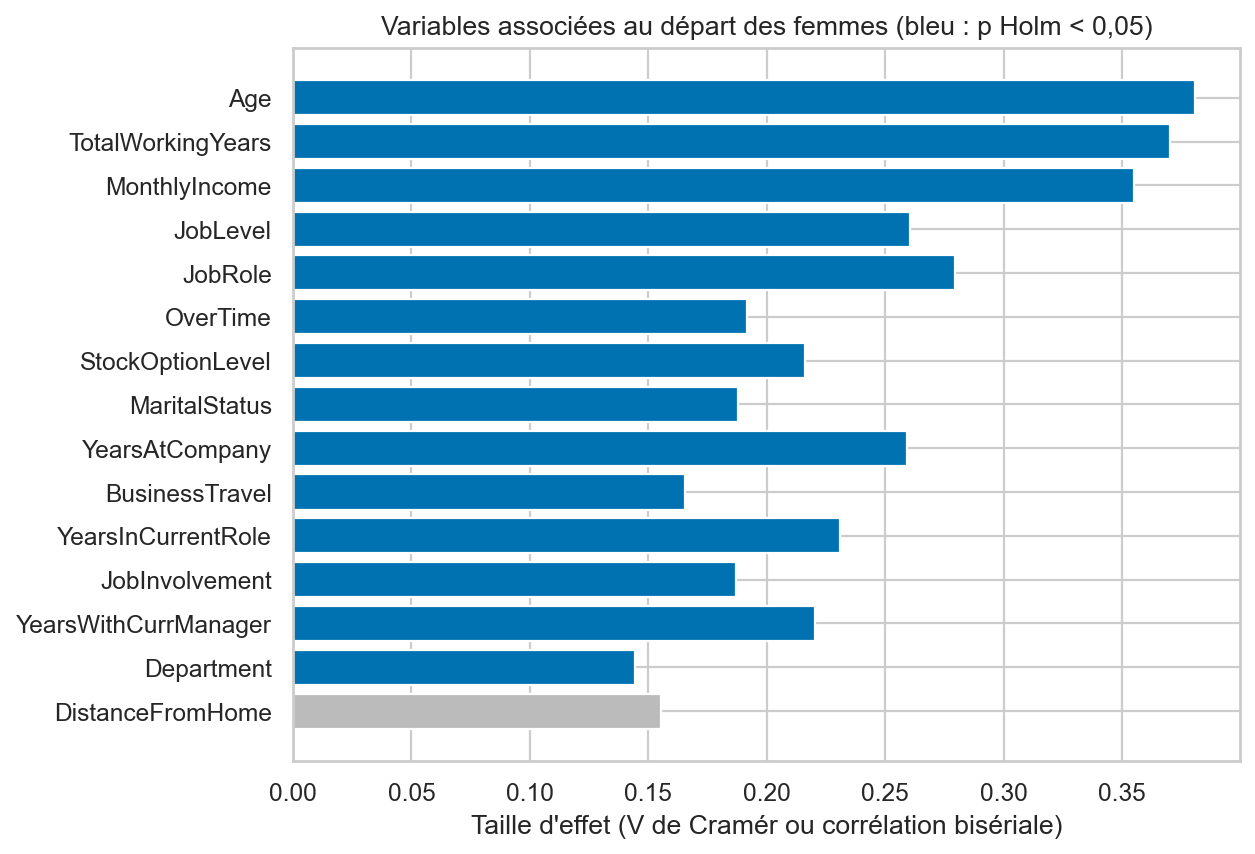 Variables associées au départ des femmes (bleu : p Holm < 0,05)
Age
TotalWorkingYears
MonthlyIncome
JobLevel
JobRole
OverTime
StockOptionLevel
MaritalStatus
YearsAtCompany
BusinessTravel
YearsInCurrentRole
JobInvolvement
YearsWithCurrManager
Department
DistanceFromHome
0.00 0.05 0.10 0.15 0.20 0.25 0.30 0.35
Taille d'effet (V de Cramér ou corrélation bisériale)